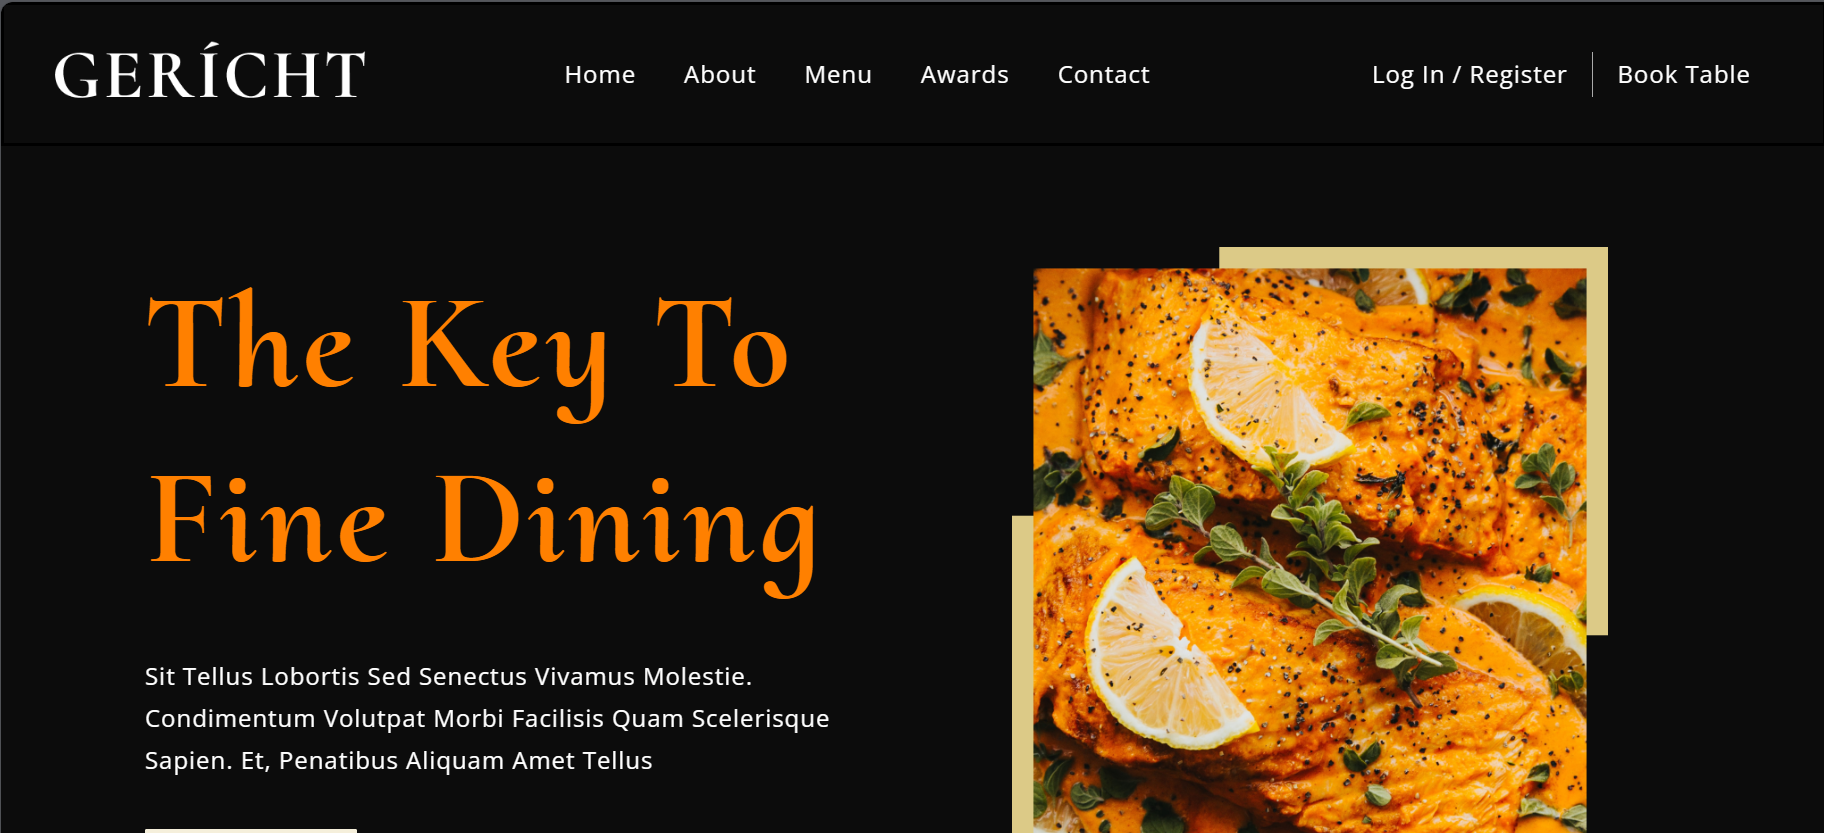 GERÍCHT
Home About Menu Awards Contact
Log In / Register Book Table
The Key To
Fine Dining
Sit Tellus Lobortis Sed Senectus Vivamus Molestie.
Condimentum Volutpat Morbi Facilisis Quam Scelerisque
Sapien. Et, Penatibus Aliquam Amet Tellus